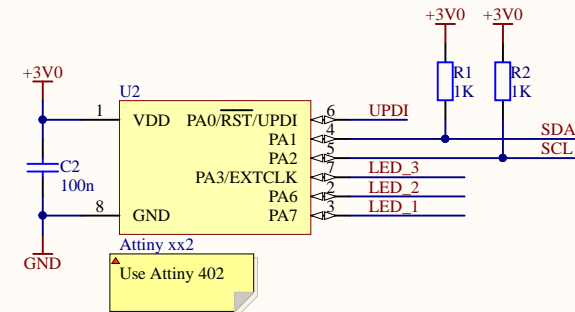 +3V0 +3V0
+3V0 U2 R1 R2
1K 1K
1 VDD PA0/RST/UPDI 6 UPDI
PA1 4 SDA
PA2 5 SCL
C2 PA3/EXTCLK 7 LED_3
100n PA6 2 LED_2
8 GND PA7 3 LED_1
Attiny xx2
GND Use Attiny 402